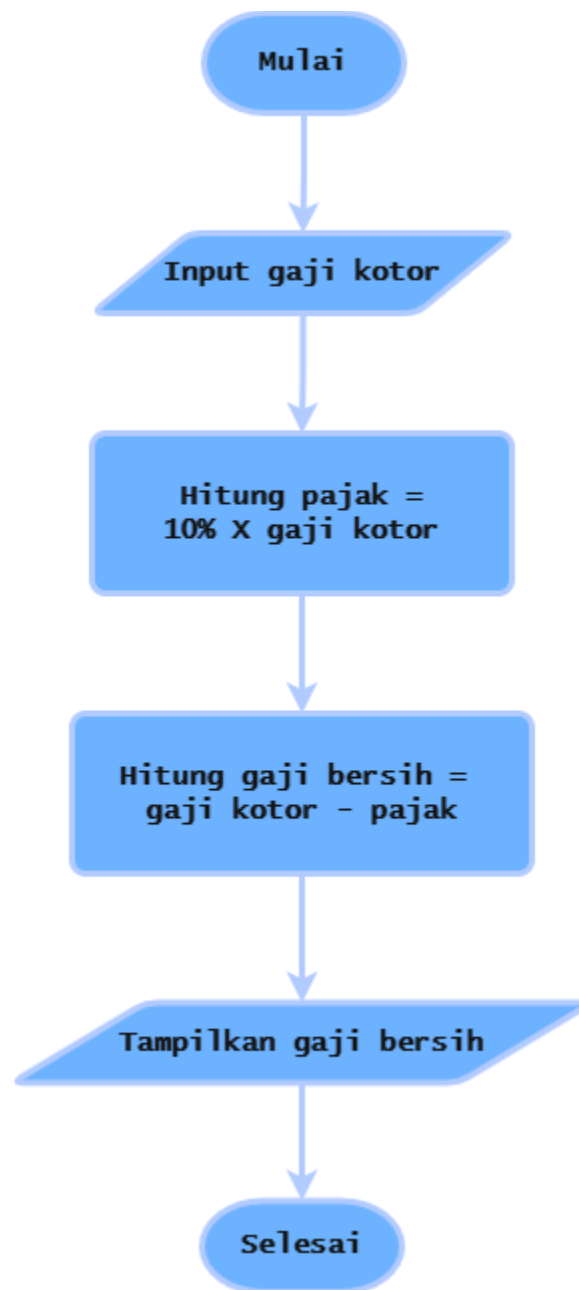 Mulai
Input gaji kotor
Hitung pajak =
10% X gaji kotor
Hitung gaji bersih =
gaji kotor - pajak
Tampilkan gaji bersih
Selesai